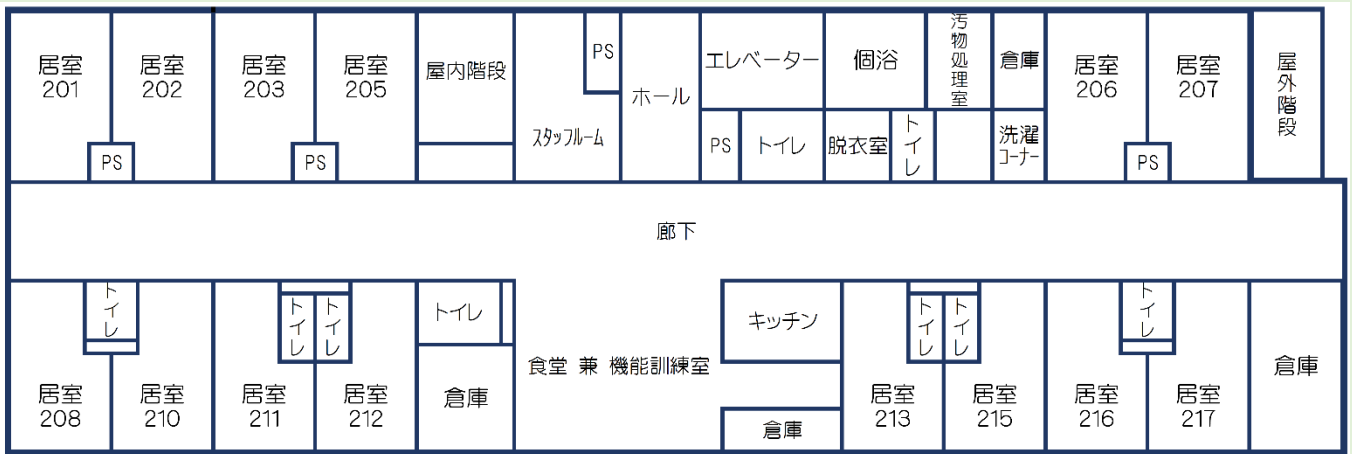 居室
201
居室
202
居室
203
居室
205
屋内階段
PS
スタッフルーム
ホール
エレベーター
個浴
汚物処理室
倉庫
居室
206
居室
207
屋外階段
PS
PS
PS
トイレ
脱衣室
トイレ
洗濯
コーナー
PS
廊下
トイレ
トイレ
トイレ
トイレ
キッチン
トイレ
トイレ
トイレ
居室
208
居室
210
居室
211
居室
212
倉庫
食堂 兼 機能訓練室
倉庫
居室
213
居室
215
居室
216
居室
217
倉庫